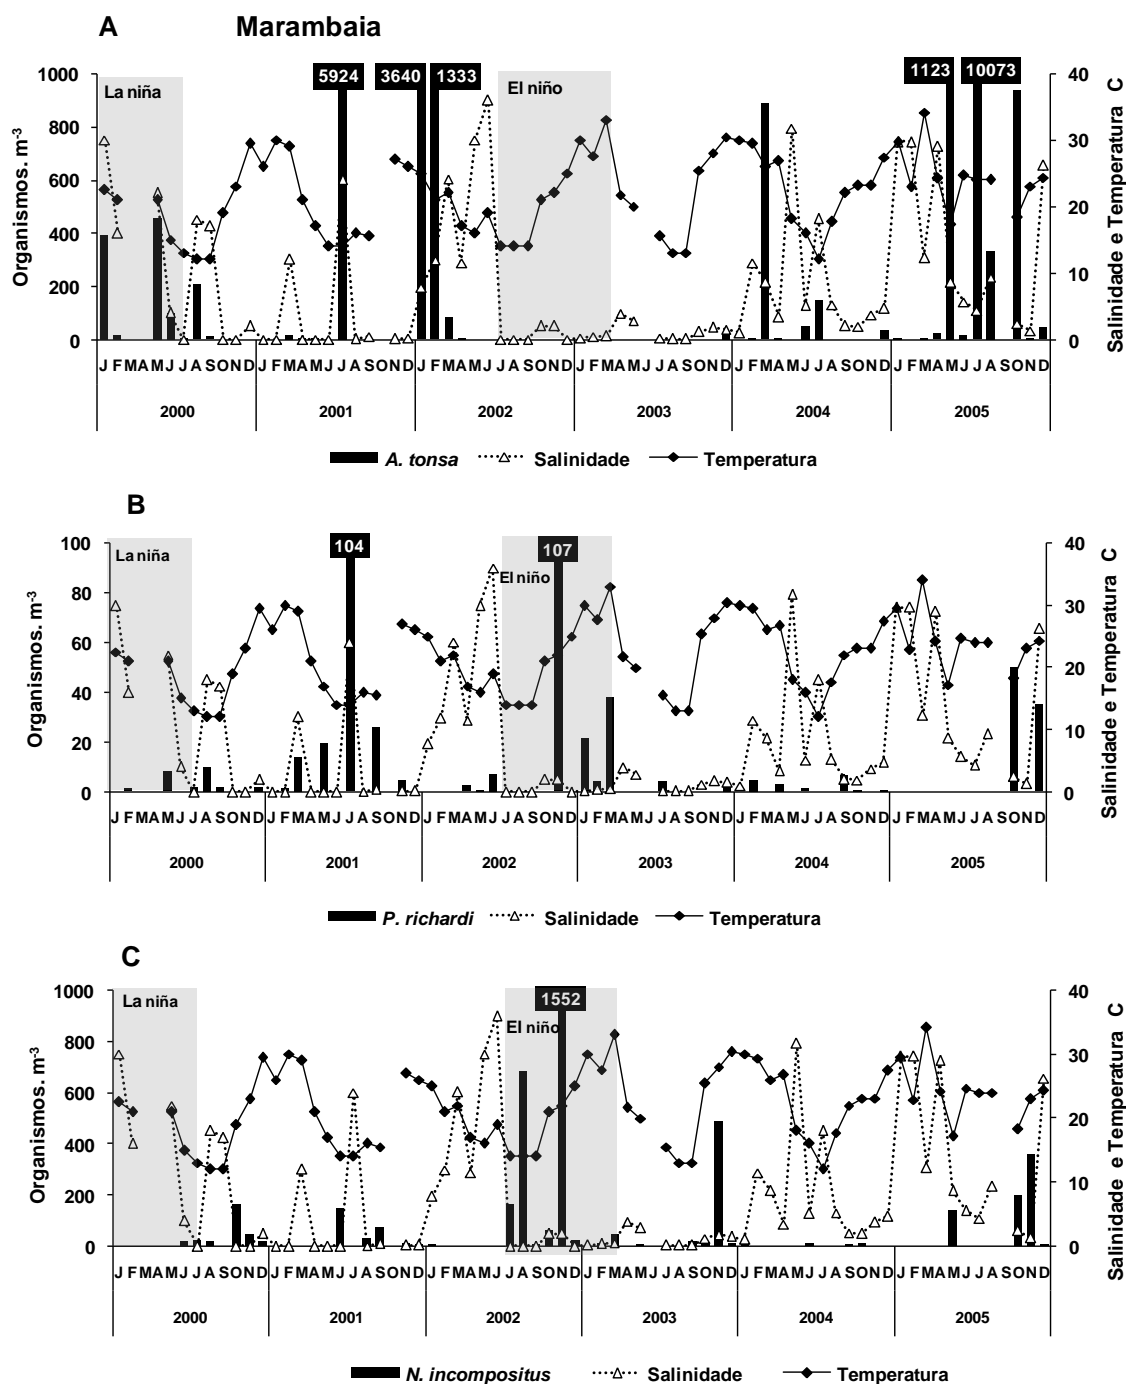 A Marambaia
5924 3640 1333 1123 10073
La niña El niño
1000 40
800 30
600 20
400
200 10
0 0
Organismos. m-3
Salinidade e Temperatura C
J F M A M J J A S O N D J F M A M J J A S O N D J F M A M J J A S O N D J F M A M J J A S O N D J F M A M J J A S O N D J F M A M J J A S O N D
2000 2001 2002 2003 2004 2005
A. tonsa Salinidade Temperatura
B
104 107
La niña El niño
100 40
80 30
60
40 20
20 10
0 0
Organismos. m-3
Salinidade e Temperatura C
J F M A M J J A S O N D J F M A M J J A S O N D J F M A M J J A S O N D J F M A M J J A S O N D J F M A M J J A S O N D J F M A M J J A S O N D
2000 2001 2002 2003 2004 2005
P. richardi Salinidade Temperatura
C
1552
La niña El niño
1000 40
800 30
600
400 20
200 10
0 0
Organismos. m-3
Salinidade e Temperatura C
J F M A M J J A S O N D J F M A M J J A S O N D J F M A M J J A S O N D J F M A M J J A S O N D J F M A M J J A S O N D J F M A M J J A S O N D
2000 2001 2002 2003 2004 2005
N. incompositus Salinidade Temperatura